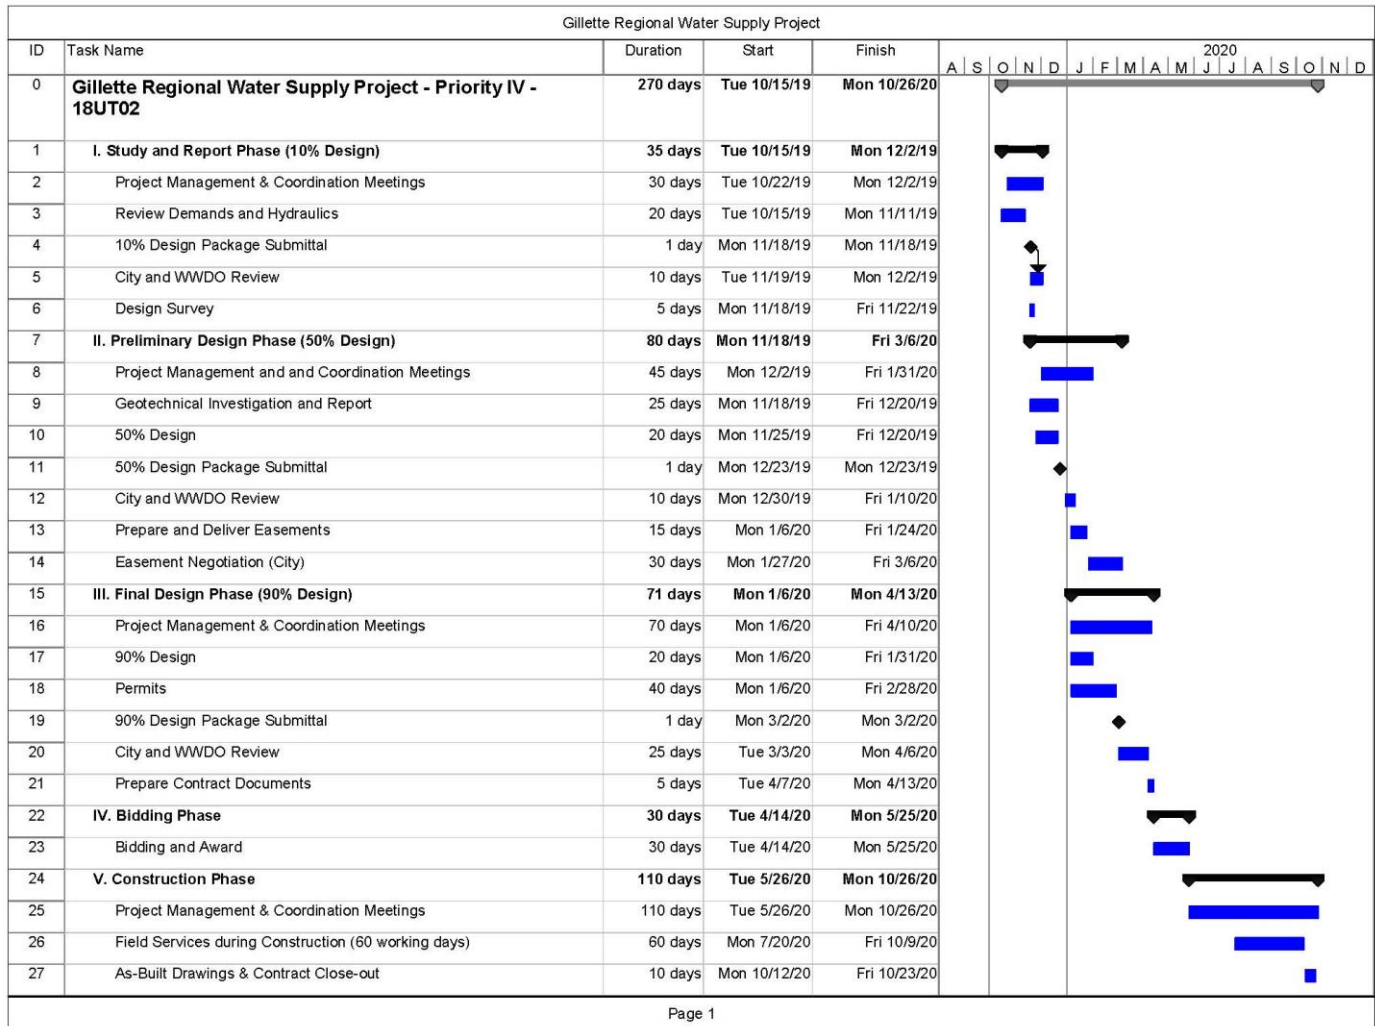 Gillette Regional Water Supply Project
ID Task Name Duration Start Finish 2020
A S O N D J F M A M J J A S O N D
0 Gillette Regional Water Supply Project - Priority IV - 270 days Tue 10/15/19 Mon 10/26/20
18UT02
1 I. Study and Report Phase (10% Design) 35 days Tue 10/15/19 Mon 12/2/19
2 Project Management & Coordination Meetings 30 days Tue 10/22/19 Mon 12/2/19
3 Review Demands and Hydraulics 20 days Tue 10/15/19 Mon 11/11/19
4 10% Design Package Submittal 1 day Mon 11/18/19 Mon 11/18/19
5 City and WWDO Review 10 days Tue 11/19/19 Mon 12/2/19
6 Design Survey 5 days Mon 11/18/19 Fri 11/22/19
7 II. Preliminary Design Phase (50% Design) 80 days Mon 11/18/19 Fri 3/6/20
8 Project Management and and Coordination Meetings 45 days Mon 12/2/19 Fri 1/31/20
9 Geotechnical Investigation and Report 25 days Mon 11/18/19 Fri 12/20/19
10 50% Design 20 days Mon 11/25/19 Fri 12/20/19
11 50% Design Package Submittal 1 day Mon 12/23/19 Mon 12/23/19
12 City and WWDO Review 10 days Mon 12/30/19 Fri 1/10/20
13 Prepare and Deliver Easements 15 days Mon 1/6/20 Fri 1/24/20
14 Easement Negotiation (City) 30 days Mon 1/27/20 Fri 3/6/20
15 III. Final Design Phase (90% Design) 71 days Mon 1/6/20 Mon 4/13/20
16 Project Management & Coordination Meetings 70 days Mon 1/6/20 Fri 4/10/20
17 90% Design 20 days Mon 1/6/20 Fri 1/31/20
18 Permits 40 days Mon 1/6/20 Fri 2/28/20
19 90% Design Package Submittal 1 day Mon 3/2/20 Mon 3/2/20
20 City and WWDO Review 25 days Tue 3/3/20 Mon 4/6/20
21 Prepare Contract Documents 5 days Tue 4/7/20 Mon 4/13/20
22 IV. Bidding Phase 30 days Tue 4/14/20 Mon 5/25/20
23 Bidding and Award 30 days Tue 4/14/20 Mon 5/25/20
24 V. Construction Phase 110 days Tue 5/26/20 Mon 10/26/20
25 Project Management & Coordination Meetings 110 days Tue 5/26/20 Mon 10/26/20
26 Field Services during Construction (60 working days) 60 days Mon 7/20/20 Fri 10/9/20
27 As-Built Drawings & Contract Close-out 10 days Mon 10/12/20 Fri 10/23/20
Page 1